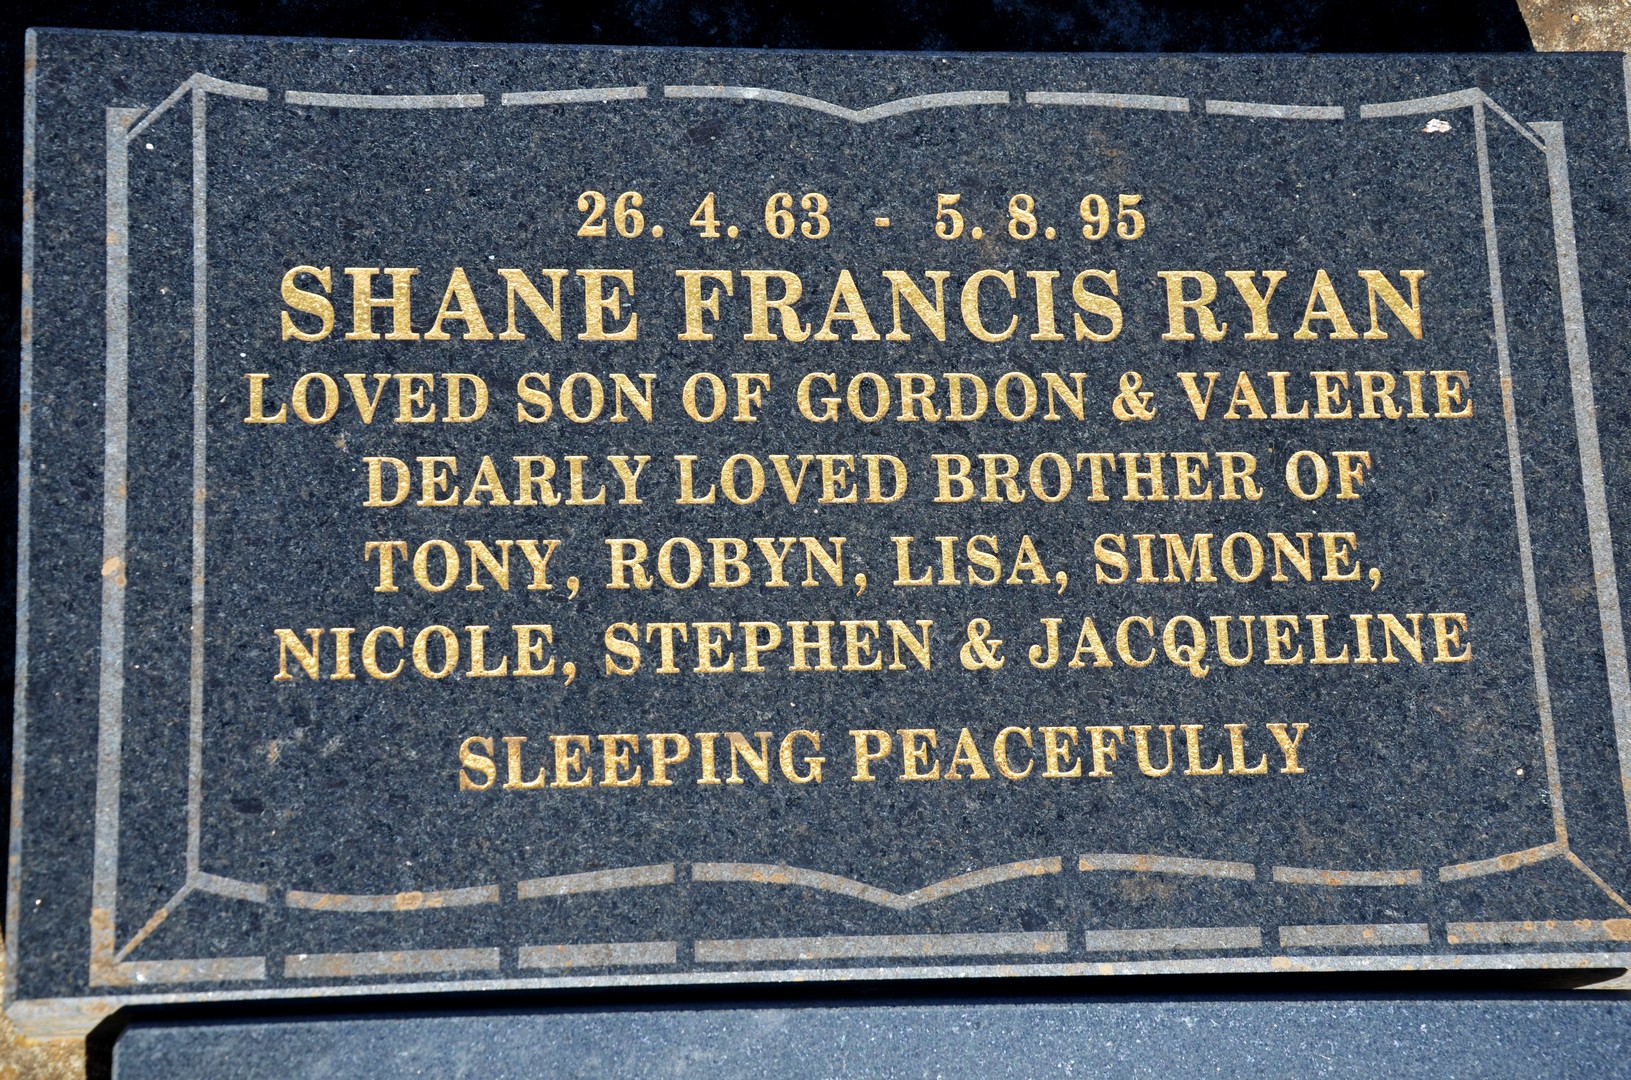 26. 4. 63 - 5. 8. 95
SHANE FRANCIS RYAN
LOVED SON OF GORDON & VALERIE
DEARLY LOVED BROTHER OF
TONY, ROBYN, LISA, SIMONE,
NICOLE, STEPHEN & JACQUELINE
SLEEPING PEACEFULLY